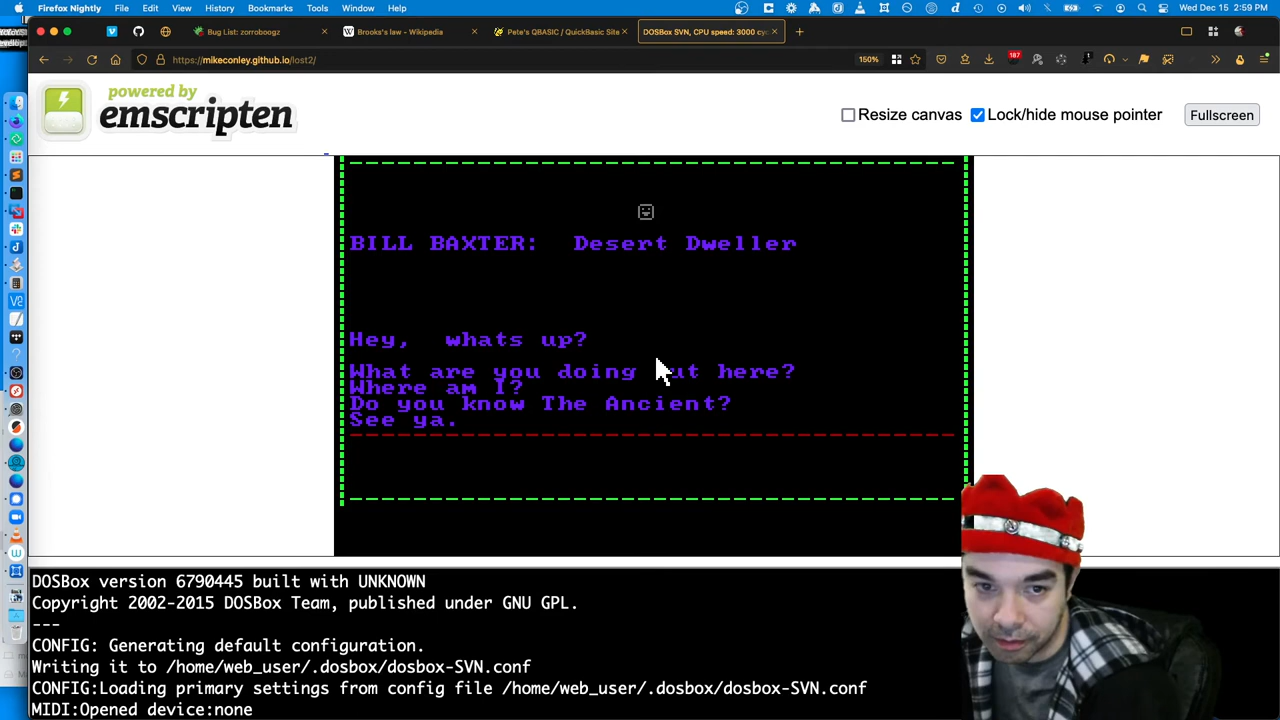 Firefox Nightly File Edit View History Bookmarks Tools Window Help Wed Dec 15 2:59 PM
Bug List: zorroboogz Brooks's law - Wikipedia Pete's QBASIC / QuickBasic Site DOSBox SVN, CPU speed: 3000 cyc
https://mikeconley.github.io/lost2/ 150% 187
powered by
emscripten
Resize canvas Lock/hide mouse pointer Fullscreen
BILL BAXTER: Desert Dweller
Hey, whats up?
What are you doing out here?
Where am I?
Do you know The Ancient?
See ya.
DOSBox version 6790445 built with UNKNOWN
Copyright 2002-2015 DOSBox Team, published under GNU GPL.
---
CONFIG: Generating default configuration.
Writing it to /home/web_user/.dosbox/dosbox-SVN.conf
CONFIG:Loading primary settings from config file /home/web_user/.dosbox/dosbox-SVN.conf
MIDI:Opened device:none